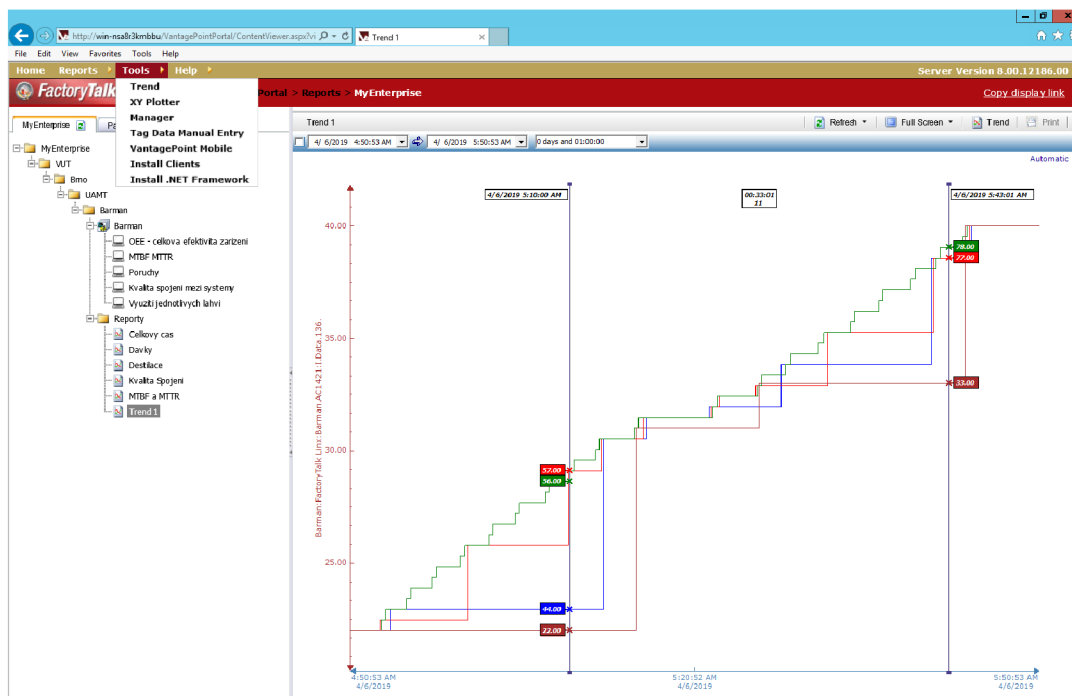 http://win-nsa8r3kmbbu/VantagePointPortal/ContentViewer.aspx?vi
Trend 1
File Edit View Favorites Tools Help
Home Reports Tools Help Server Version 8.00.12186.00
FactoryTalk Portal > Reports > MyEnterprise Copy display link
Trend
XY Plotter
Manager
Tag Data Manual Entry
VantagePoint Mobile
Install Clients
Install .NET Framework
MyEnterprise Pa
MyEnterprise
VUT
Brno
UAMT
Barman
Barman
OEE - celkova efektivita zarizeni
MTBF MTTR
Poruchy
Kvalita spojeni mezi systemy
Vyuziti jednotlivych lahvi
Reporty
Celkovy cas
Davky
Destilace
Kvalita Spojeni
MTBF a MTTR
Trend 1
Trend 1 Refresh Full Screen Trend Print
4/ 6/2019 4:50:53 AM 4/ 6/2019 5:50:53 AM 0 days and 01:00:00
Automatic
4/6/2019 5:10:00 AM 00:33:01 4/6/2019 5:43:01 AM
11
40.00
35.00
30.00
25.00
Barman:FactoryTalk Linx::Barman.AC1421:I.Data.136.
78.00
77.00
33.00
57.00
56.00
44.00
22.00
4:50:53 AM 5:20:52 AM 5:50:53 AM
4/6/2019 4/6/2019 4/6/2019